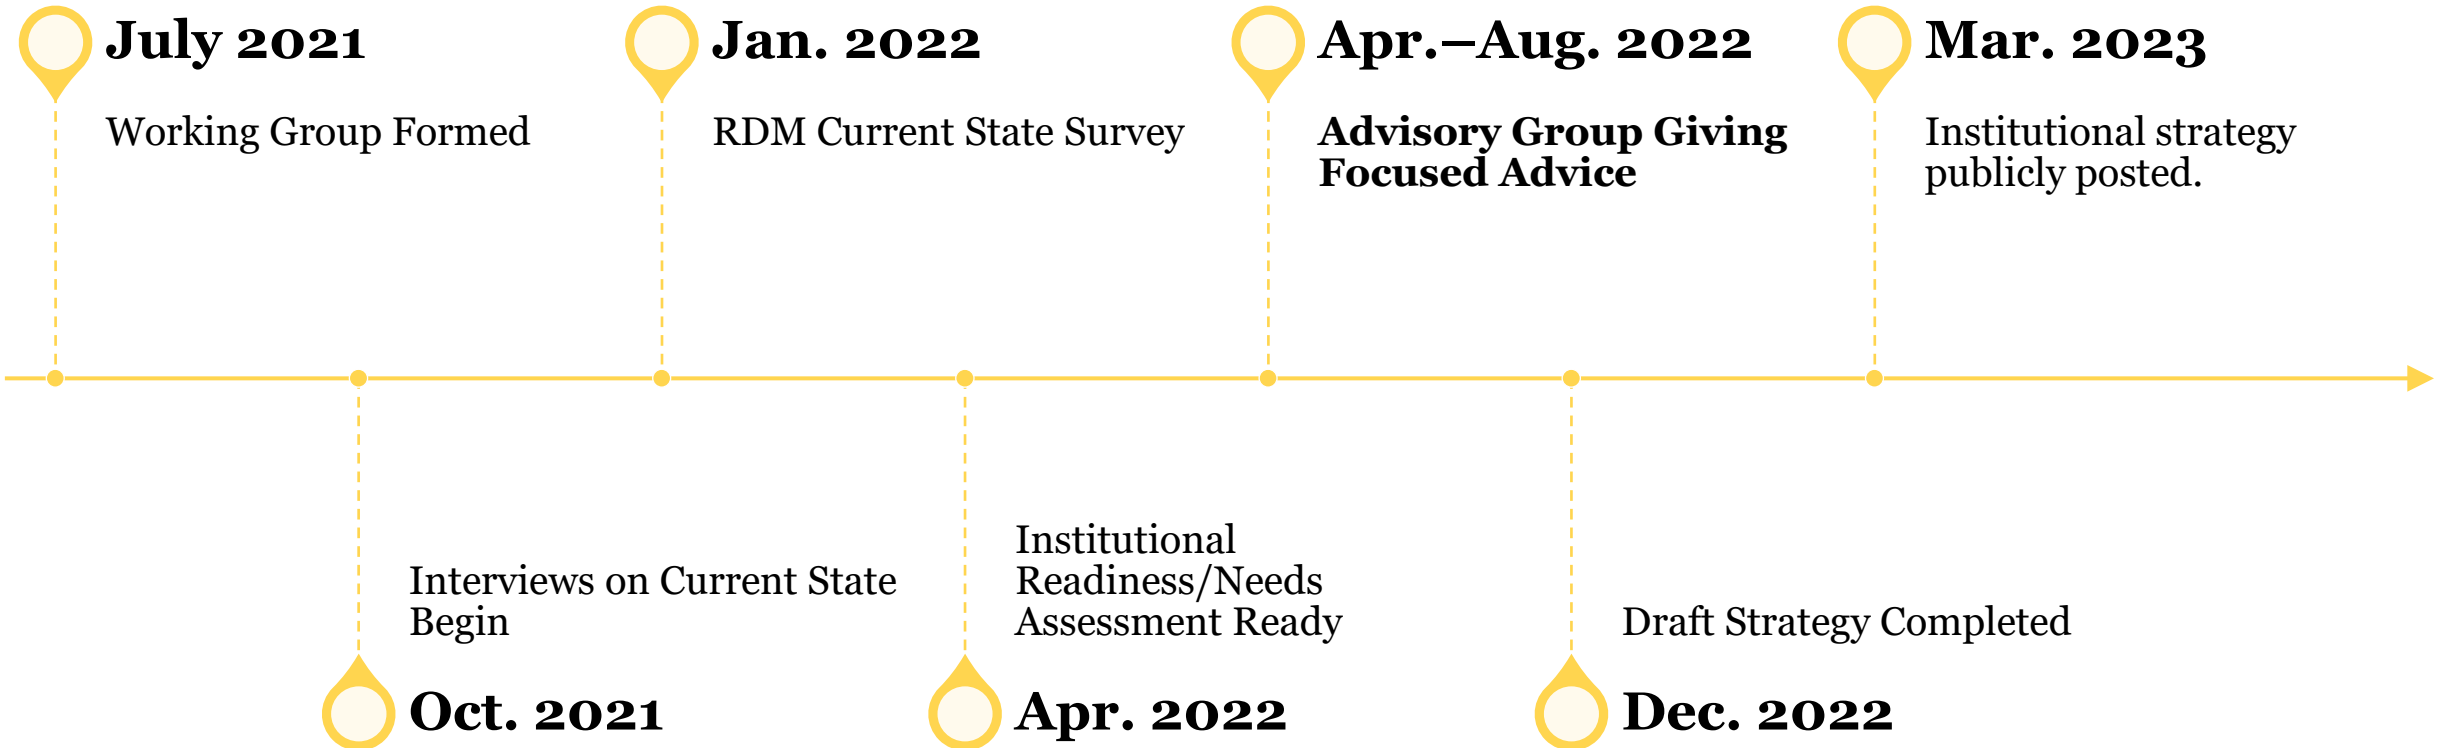 July 2021
Working Group Formed
Jan. 2022
RDM Current State Survey
Apr.–Aug. 2022
Advisory Group Giving
Focused Advice
Mar. 2023
Institutional strategy
publicly posted.
Interviews on Current State
Begin
Oct. 2021
Institutional
Readiness/Needs
Assessment Ready
Apr. 2022
Draft Strategy Completed
Dec. 2022